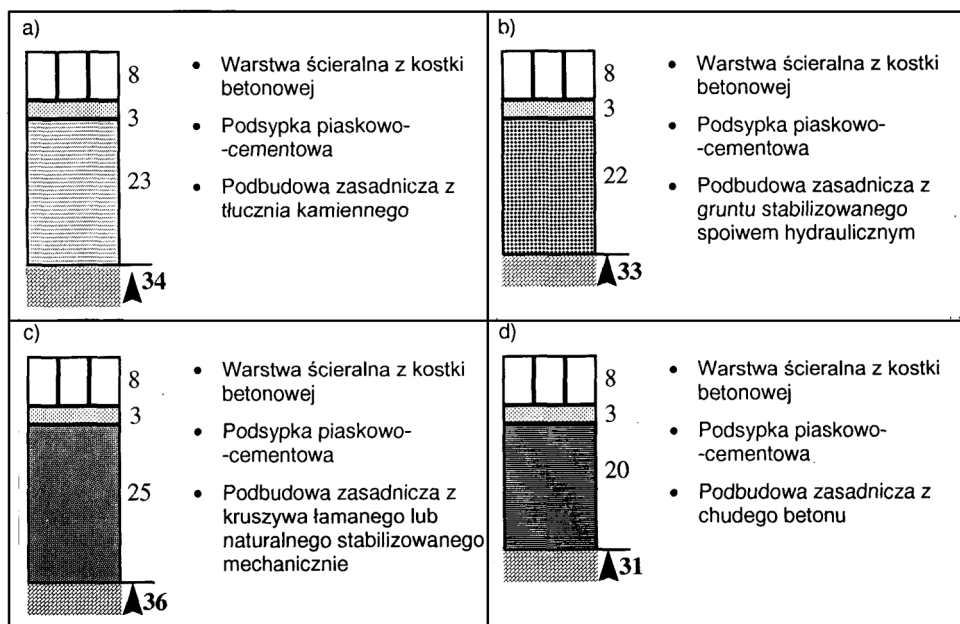 a)
8
3
23
34
• Warstwa ścieralna z kostki
betonowej
• Podsypka piaskowo-
-cementowa
• Podbudowa zasadnicza z
tłucznia kamiennego
b)
8
3
22
33
• Warstwa ścieralna z kostki
betonowej
• Podsypka piaskowo-
-cementowa
• Podbudowa zasadnicza z
gruntu stabilizowanego
spoiwem hydraulicznym
c)
8
3
25
36
• Warstwa ścieralna z kostki
betonowej
• Podsypka piaskowo-
-cementowa
• Podbudowa zasadnicza z
kruszywa łamanego lub
naturalnego stabilizowanego
mechanicznie
d)
8
3
20
31
• Warstwa ścieralna z kostki
betonowej
• Podsypka piaskowo-
-cementowa
• Podbudowa zasadnicza z
chudego betonu